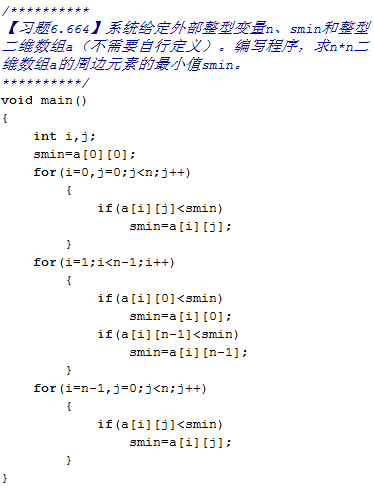 /**********
【习题6.664】系统给定外部整型变量n、smin和整型
二维数组a（不需要自行定义）。编写程序，求n*n二
维数组a的周边元素的最小值smin。
**********/
void main()
{
    int i,j;
    smin=a[0][0];
    for(i=0,j=0;j<n;j++)
        {
            if(a[i][j]<smin)
                smin=a[i][j];
        }
    for(i=1;i<n-1;i++)
        {
            if(a[i][0]<smin)
                smin=a[i][0];
            if(a[i][n-1]<smin)
                smin=a[i][n-1];
        }
    for(i=n-1,j=0;j<n;j++)
        {
            if(a[i][j]<smin)
                smin=a[i][j];
        }
}